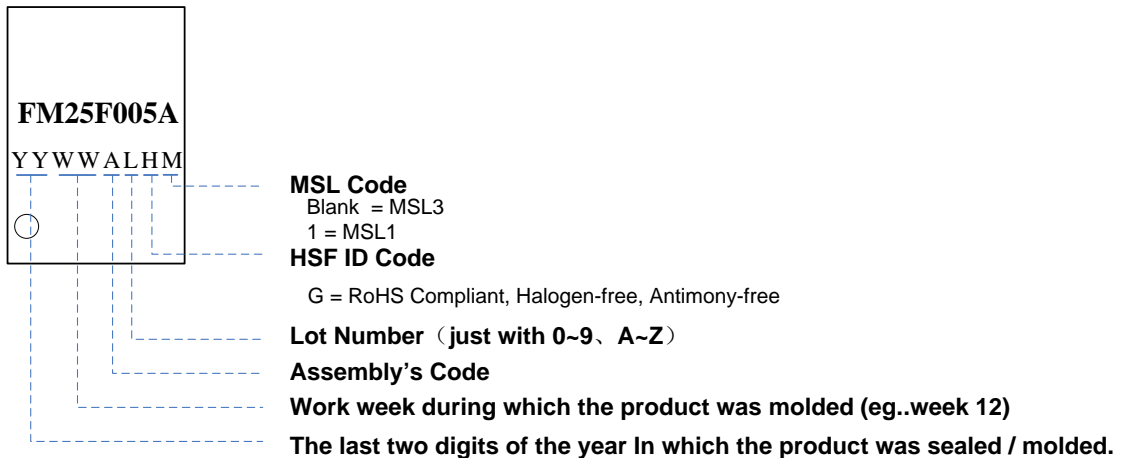 FM25F005A
YYWWALHM
MSL Code
Blank = MSL3
1 = MSL1
HSF ID Code
G = RoHS Compliant, Halogen-free, Antimony-free
Lot Number（just with 0~9、A~Z）
Assembly's Code
Work week during which the product was molded (eg..week 12)
The last two digits of the year In which the product was sealed / molded.